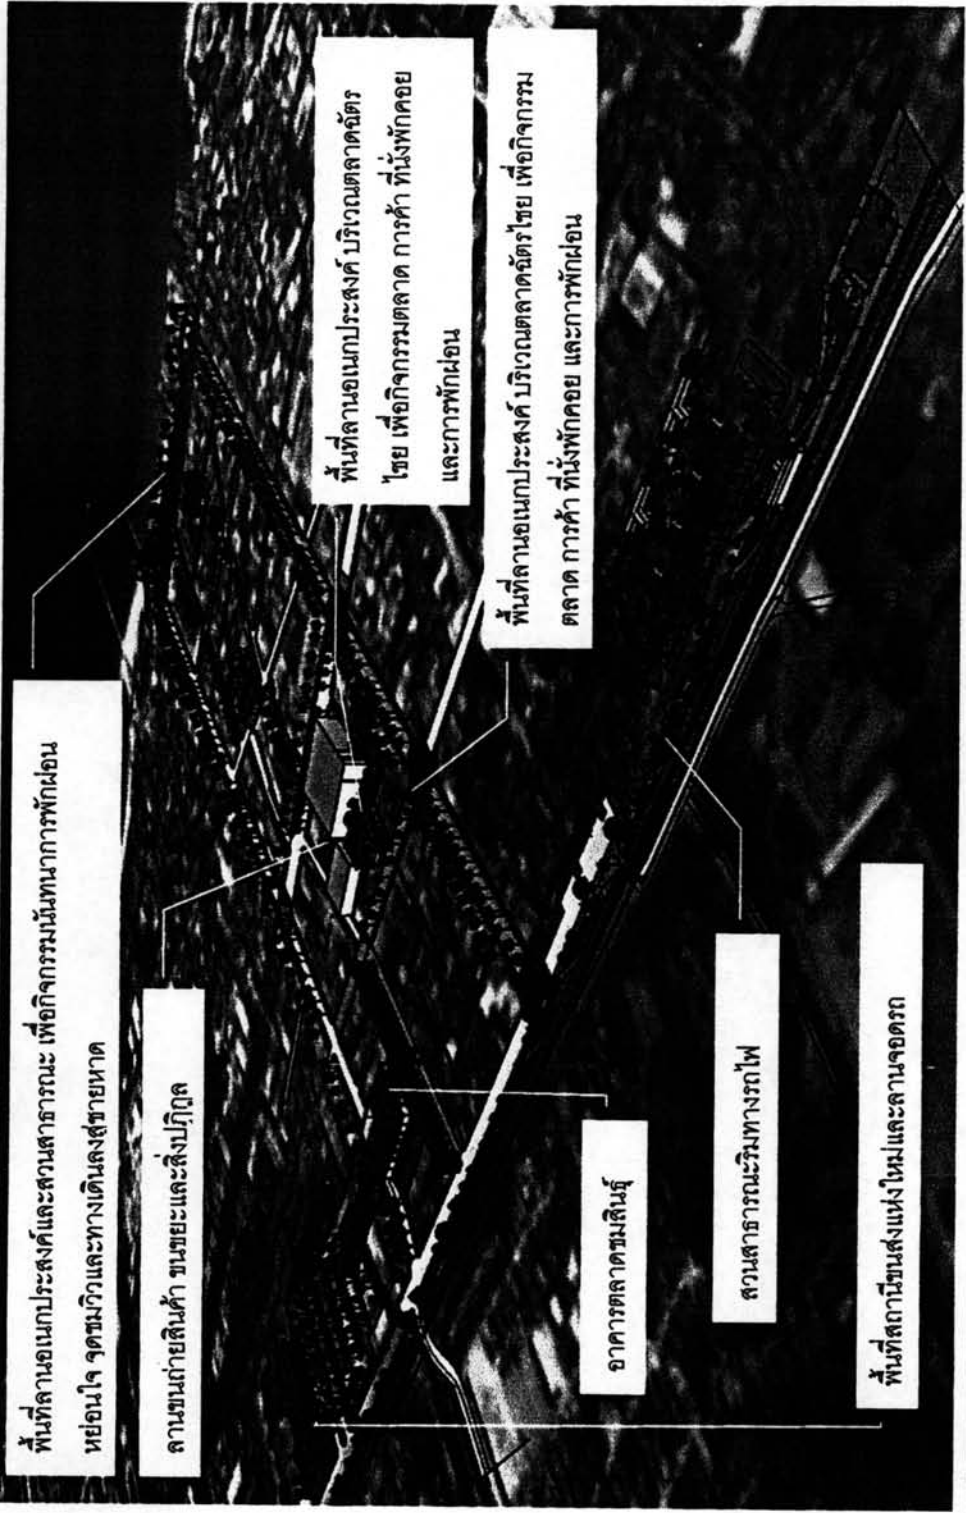 พื้นที่ลานอเนกประสงค์และสวนสาธารณะ เพื่อกิจกรรมนันทนาการพักผ่อน
หย่อนใจ จุดชมวิวและทางเดินลงสู่ชายหาด
ลานขนถ่ายสินค้า ขนขยะและสิ่งปฏิกูล
พื้นที่ลานอเนกประสงค์ บริเวณตลาดฉัตร
ไชย เพื่อกิจกรรมตลาด การค้า ที่นั่งพักคอย
และการพักผ่อน
พื้นที่ลานอเนกประสงค์ บริเวณตลาดฉัตรไชย เพื่อกิจกรรม
ตลาด การค้า ที่นั่งพักคอย และการพักผ่อน
อาคารตลาดชมสินธุ์
สวนสาธารณะริมทางรถไฟ
พื้นที่สถานีขนส่งแห่งใหม่และลานจอดรถ